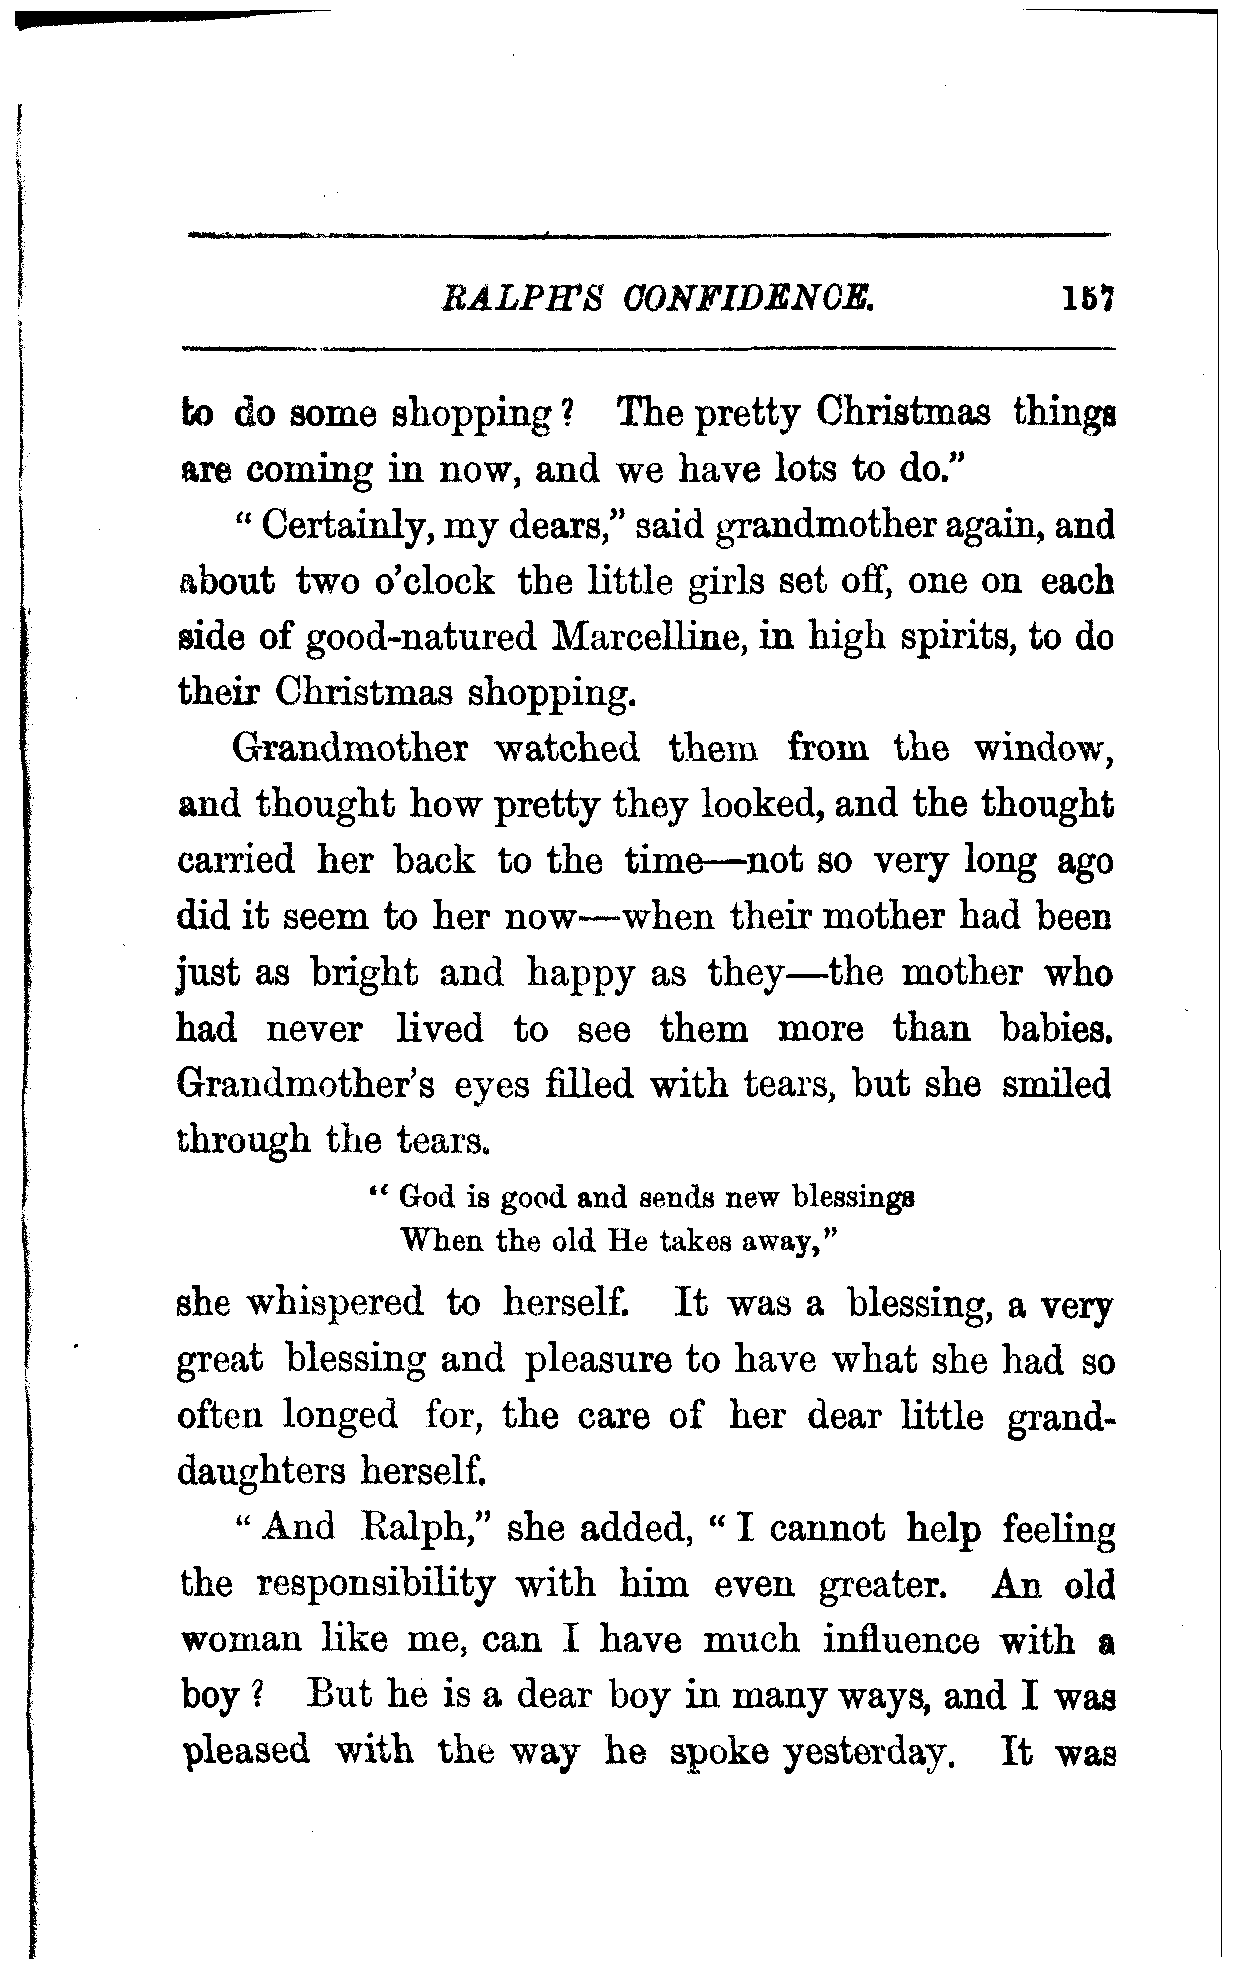 RALPH'S CONFIDENCE. 157
to do some shopping? The pretty Christmas things
are coming in now, and we have lots to do."
"Certainly, my dears," said grandmother again, and
about two o'clock the little girls set off, one on each
side of good-natured Marcelline, in high spirits, to do
their Christmas shopping.
Grandmother watched them from the window,
and thought how pretty they looked, and the thought
carried her back to the time—not so very long ago
did it seem to her now—when their mother had been
just as bright and happy as they—the mother who
had never lived to see them more than babies.
Grandmother's eyes filled with tears, but she smiled
through the tears.
"God is good and sends new blessings
When the old He takes away,"
she whispered to herself. It was a blessing, a very
great blessing and pleasure to have what she had so
often longed for, the care of her dear little grand-
daughters herself.
"And Ralph," she added, "I cannot help feeling
the responsibility with him even greater. An old
woman like me, can I have much influence with a
boy? But he is a dear boy in many ways, and I was
pleased with the way he spoke yesterday. It was